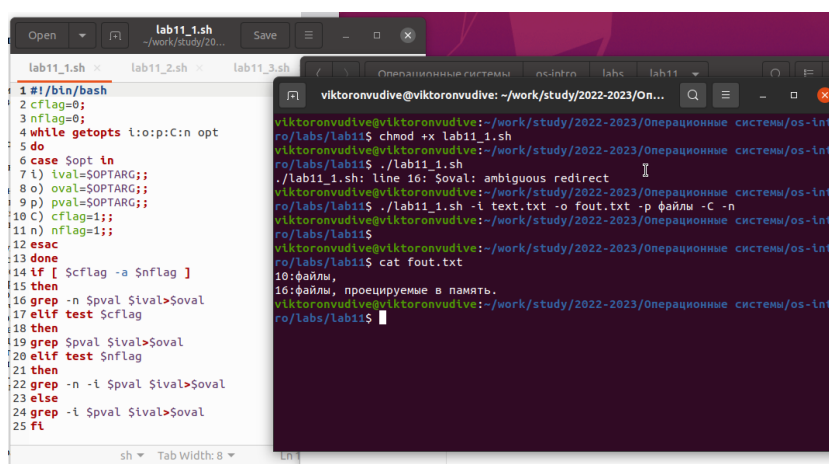 Open
lab11_1.sh
~/work/study/20...
Save
lab11_1.sh
lab11_2.sh
lab11_3.sh
1 #!/bin/bash
2 cflag=0;
3 nflag=0;
4 while getopts i:o:p:C:n opt
5 do
6 case $opt in
7 i) ival=$OPTARG;;
8 o) oval=$OPTARG;;
9 p) pval=$OPTARG;;
10 C) cflag=1;;
11 n) nflag=1;;
12 esac
13 done
14 if [ $cflag -a $nflag ]
15 then
16 grep -n $pval $ival>$oval
17 elif test $cflag
18 then
19 grep $pval $ival>$oval
20 elif test $nflag
21 then
22 grep -n -i $pval $ival>$oval
23 else
24 grep -i $pval $ival>$oval
25 fi
sh
Tab Width: 8
Ln 1
Операционные системы os-intro labs lab11
viktoronvudive@viktoronvudive: ~/work/study/2022-2023/Оп...
viktoronvudive@viktoronvudive:~/work/study/2022-2023/Операционные системы/os-int
ro/labs/lab11$ chmod +x lab11_1.sh
viktoronvudive@viktoronvudive:~/work/study/2022-2023/Операционные системы/os-int
ro/labs/lab11$ ./lab11_1.sh
./lab11_1.sh: line 16: $oval: ambiguous redirect
viktoronvudive@viktoronvudive:~/work/study/2022-2023/Операционные системы/os-int
ro/labs/lab11$ ./lab11_1.sh -i text.txt -o fout.txt -p файлы -C -n
viktoronvudive@viktoronvudive:~/work/study/2022-2023/Операционные системы/os-int
ro/labs/lab11$
viktoronvudive@viktoronvudive:~/work/study/2022-2023/Операционные системы/os-int
ro/labs/lab11$ cat fout.txt
10:файлы,
16:файлы, проецируемые в память.
viktoronvudive@viktoronvudive:~/work/study/2022-2023/Операционные системы/os-int
ro/labs/lab11$